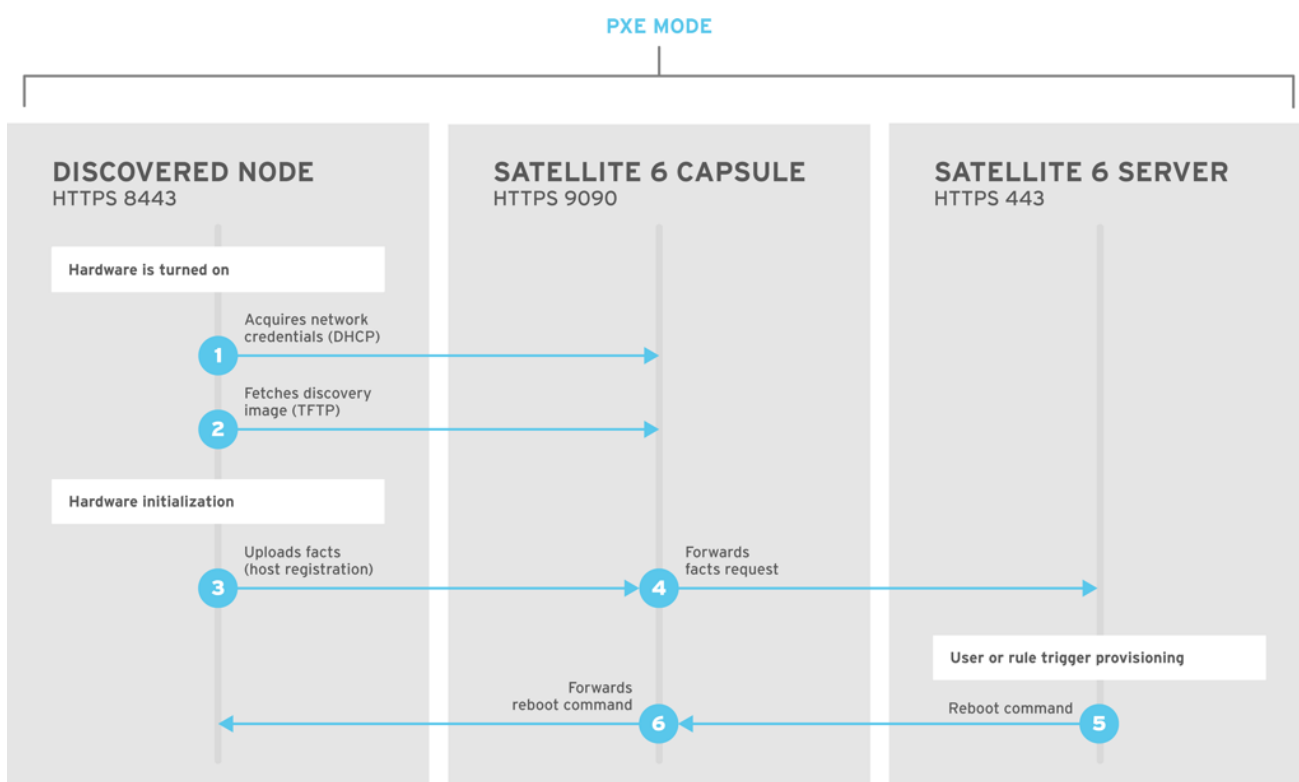 PXE MODE
DISCOVERED NODE
HTTPS 8443
SATELLITE 6 CAPSULE
HTTPS 9090
SATELLITE 6 SERVER
HTTPS 443
Hardware is turned on
Acquires network
credentials (DHCP)
1
Fetches discovery
image (TFTP)
2
Hardware initialization
Uploads facts
(host registration)
3
Forwards
facts request
4
User or rule trigger provisioning
Reboot command
5
Forwards
reboot command
6